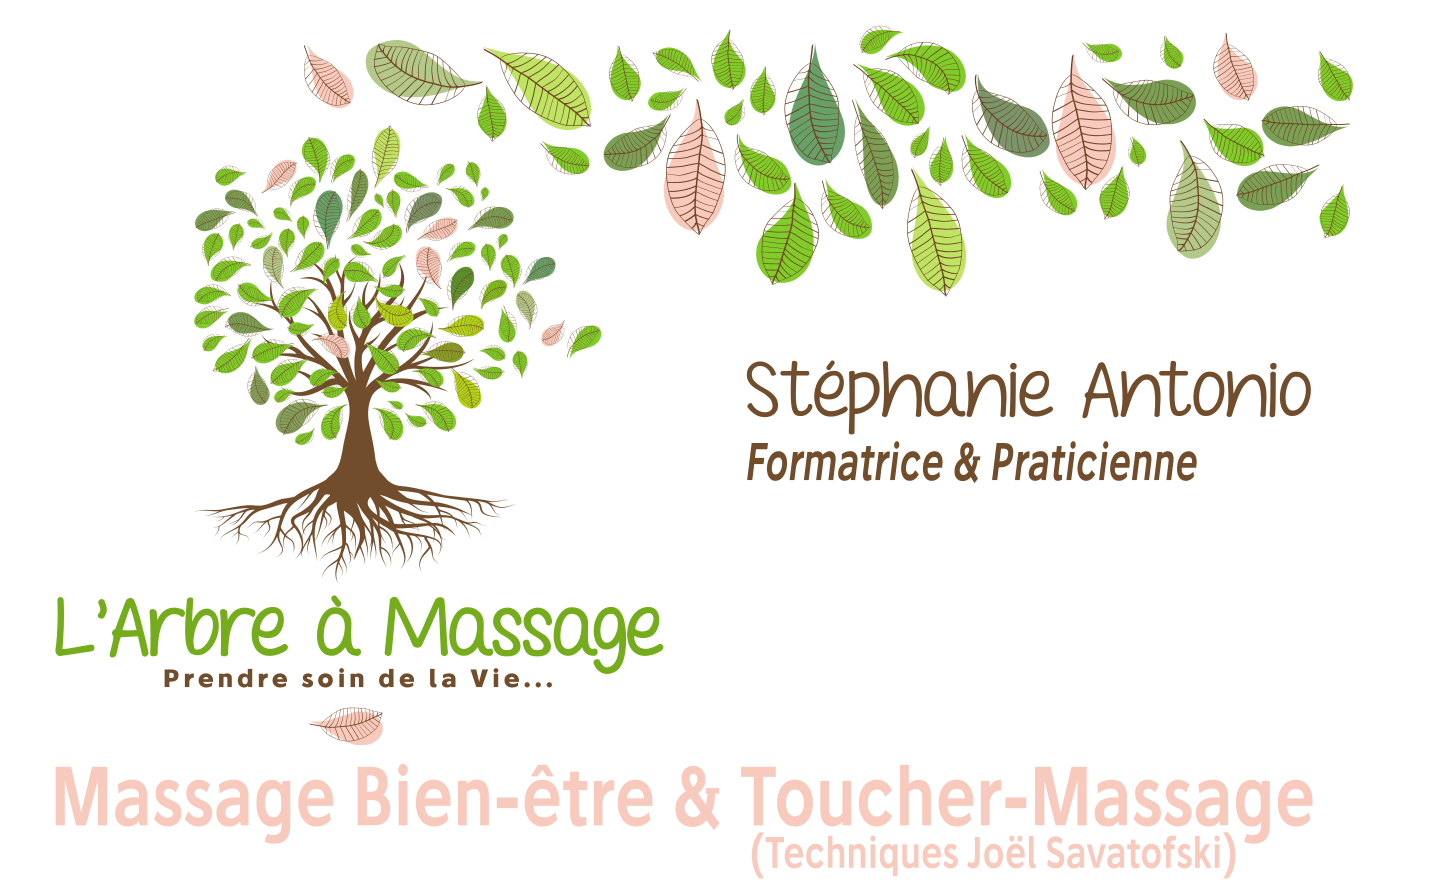 Stéphanie Antonio
Formatrice & Praticienne
L'Arbre à Massage
Prendre soin de la Vie...
Massage Bien-être & Toucher-Massage
(Techniques Joël Savatofski)